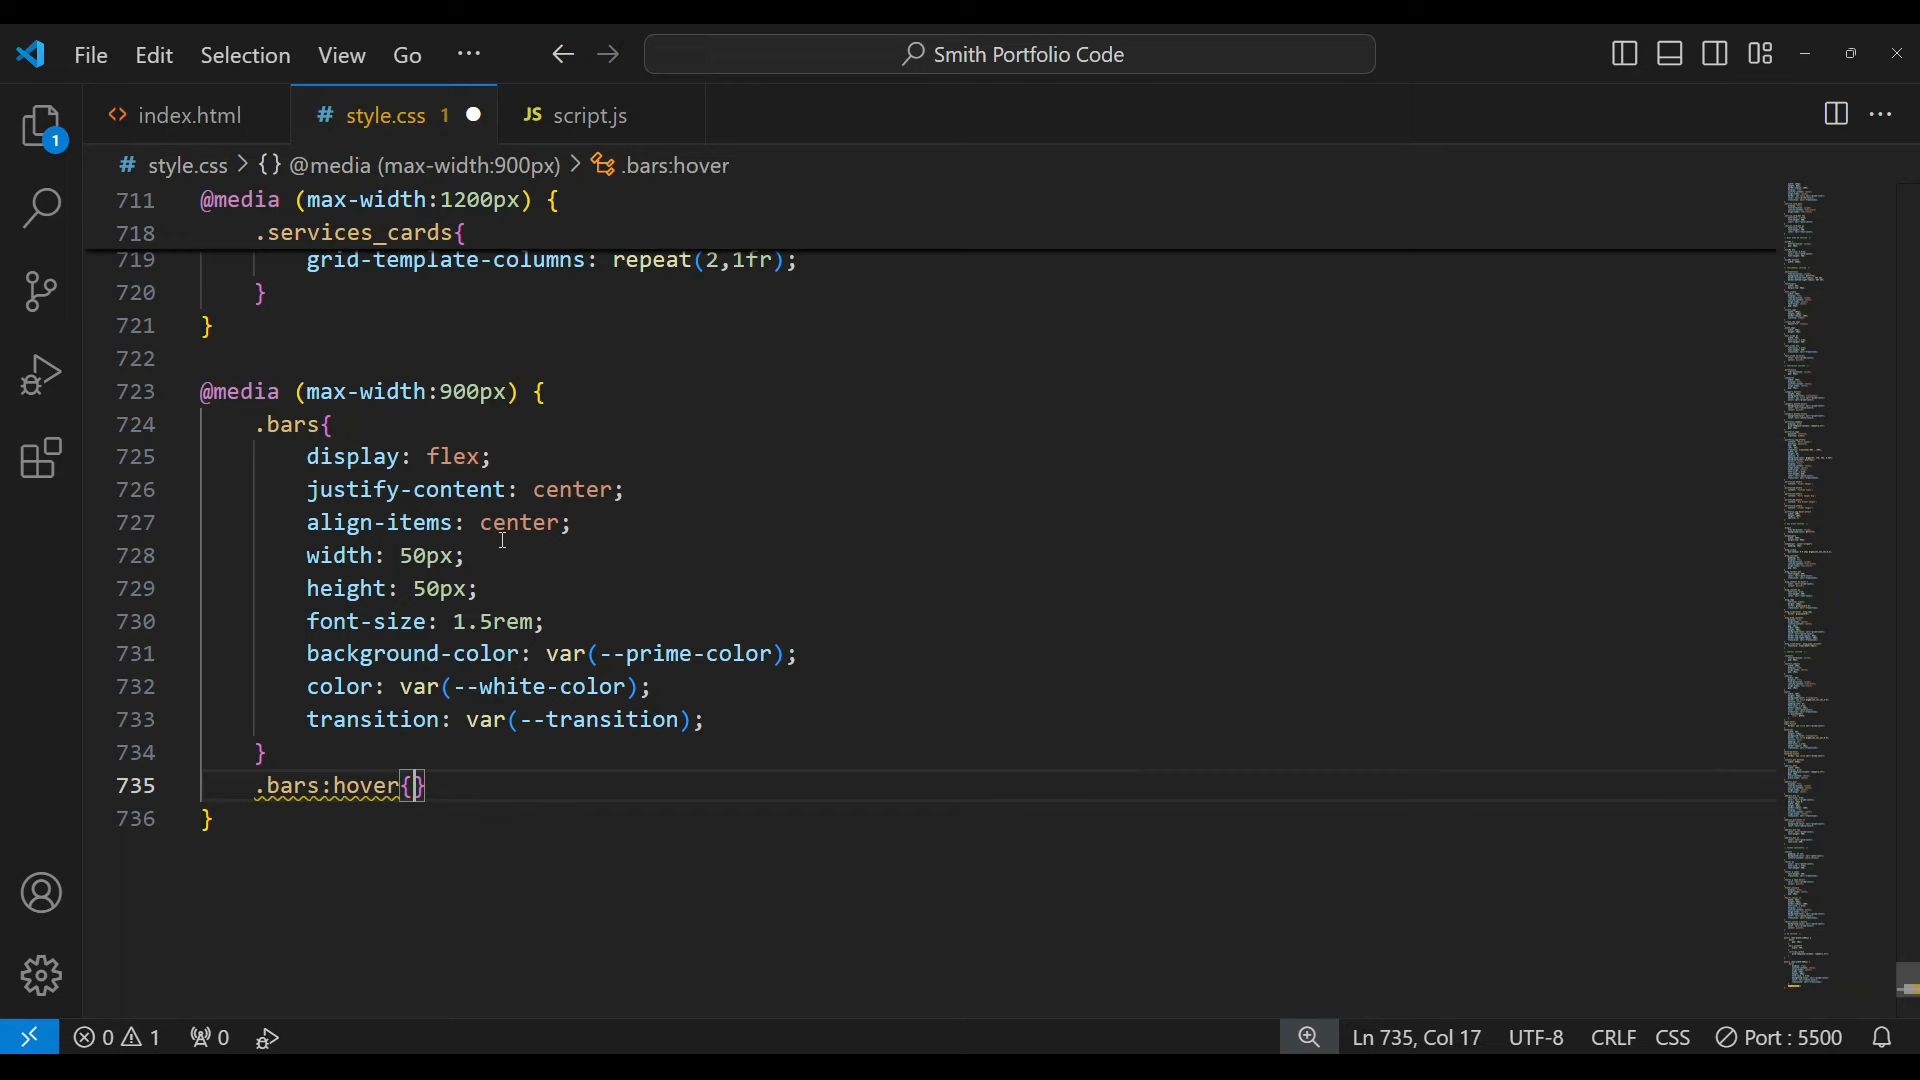 File Edit Selection View Go ··· Smith Portfolio Code
index.html # style.css 1 JS script.js
1
# style.css > {} @media (max-width:900px) > .bars:hover
711 @media (max-width:1200px) {
718 .services_cards{
719 grid-template-columns: repeat(2,1fr);
720 }
721 }
722
723 @media (max-width:900px) {
724 .bars{
725 display: flex;
726 justify-content: center;
727 align-items: center;
728 width: 50px;
729 height: 50px;
730 font-size: 1.5rem;
731 background-color: var(--prime-color);
732 color: var(--white-color);
733 transition: var(--transition);
734 }
735 .bars:hover{}
736 }
0 1 0 Ln 735, Col 17 UTF-8 CRLF CSS Port : 5500